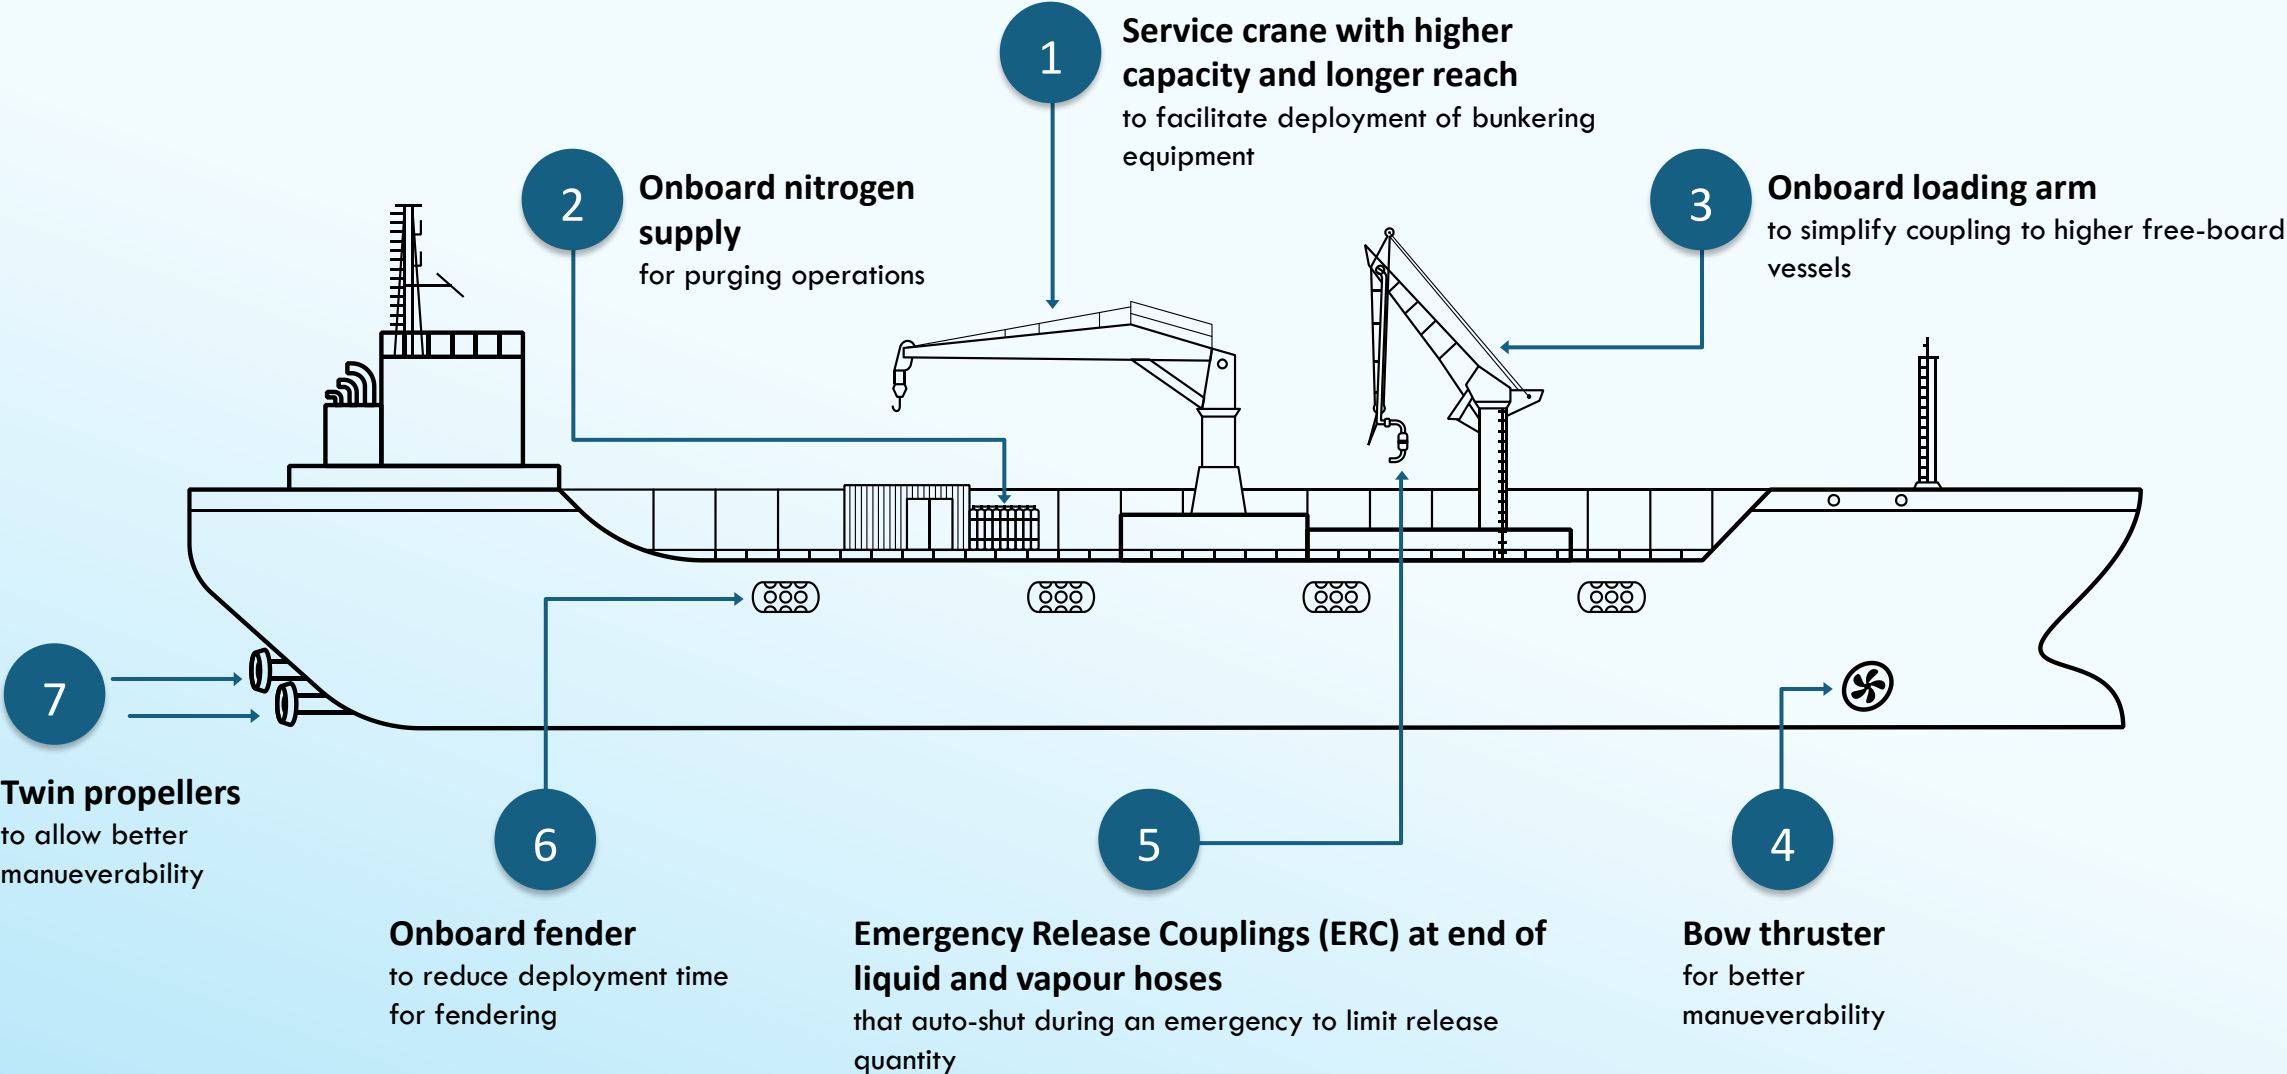 1
Service crane with higher
capacity and longer reach
to facilitate deployment of bunkering
equipment
2
Onboard nitrogen
supply
for purging operations
3
Onboard loading arm
to simplify coupling to higher free-board
vessels
7
Twin propellers
to allow better
manueverability
6
Onboard fender
to reduce deployment time
for fendering
5
Emergency Release Couplings (ERC) at end of
liquid and vapour hoses
that auto-shut during an emergency to limit release
quantity
4
Bow thruster
for better
manueverability